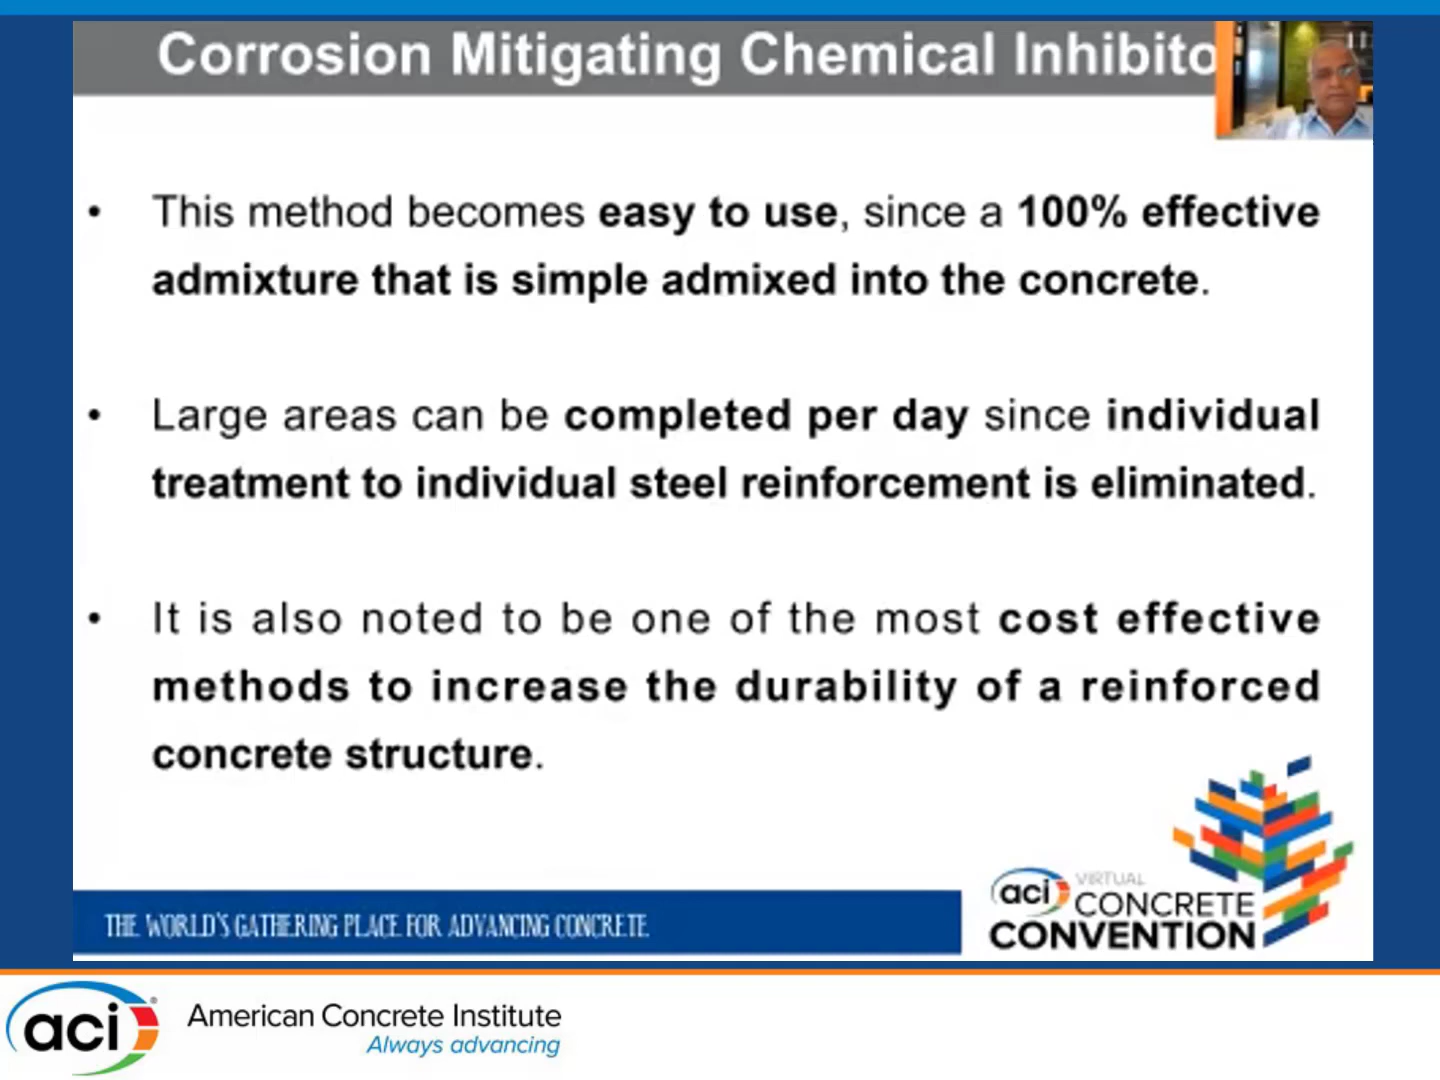 Corrosion Mitigating Chemical Inhibito
• This method becomes easy to use, since a 100% effective
admixture that is simple admixed into the concrete.
• Large areas can be completed per day since individual
treatment to individual steel reinforcement is eliminated.
• It is also noted to be one of the most cost effective
methods to increase the durability of a reinforced
concrete structure.
THE WORLD'S GATHERING PLACE FOR ADVANCING CONCRETE
aci VIRTUAL
CONCRETE
CONVENTION
aci®
American Concrete Institute
Always advancing